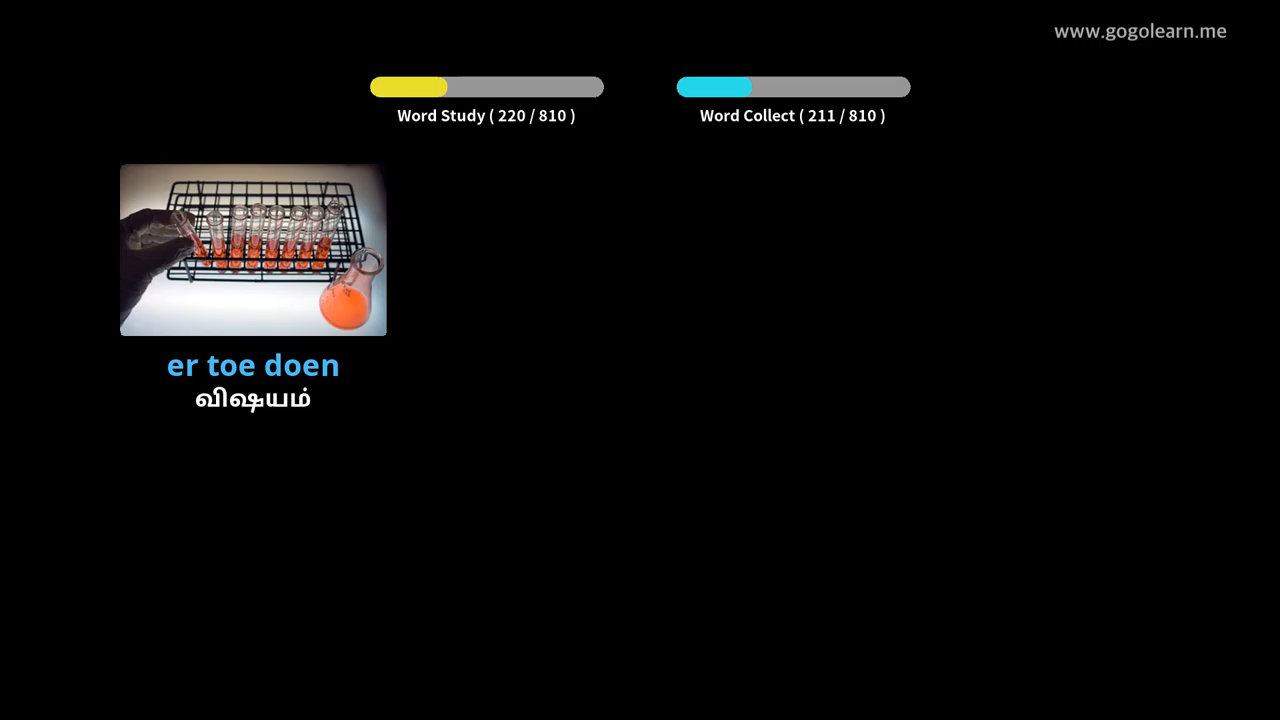 www.gogolearn.me
Word Study ( 220 / 810 )
Word Collect ( 211 / 810 )
er toe doen
விஷயம்